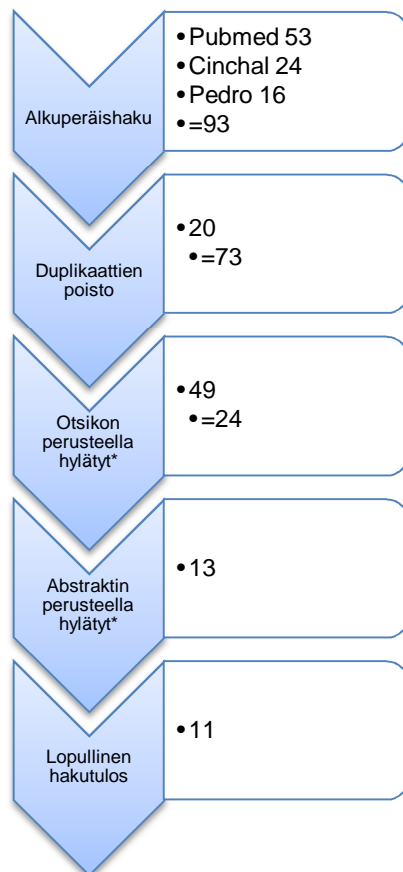 Alkuperäishaku
•Pubmed 53
•Cinchal 24
•Pedro 16
•=93
Duplikaattien
poisto
•20
•=73
Otsikon
perusteella
hylätyt*
•49
•=24
Abstraktin
perusteella
hylätyt*
•13
Lopullinen
hakutulos
•11